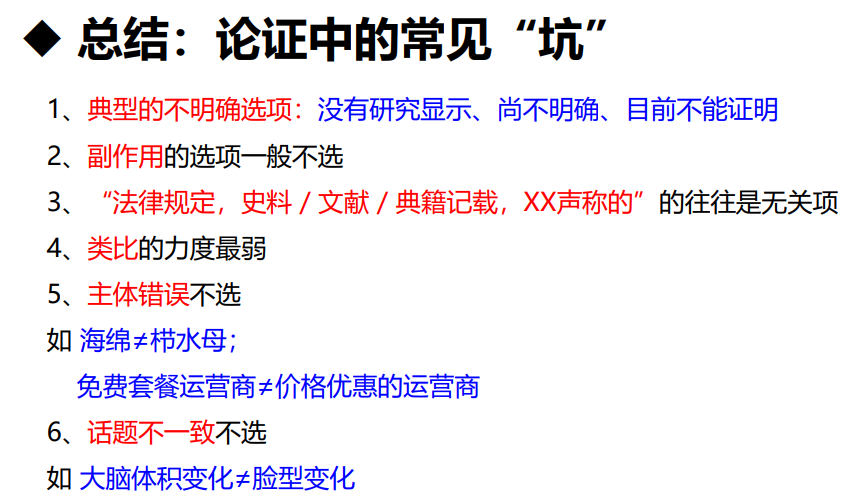 ◆ 总结：论证中的常见“坑”
1、典型的不明确选项：没有研究显示、尚不明确、目前不能证明
2、副作用的选项一般不选
3、“法律规定，史料/文献/典籍记载，XX声称的”的往往是无关项
4、类比的力度最弱
5、主体错误不选
如 海绵≠栉水母；
免费套餐运营商≠价格优惠的运营商
6、话题不一致不选
如 大脑体积变化≠脸型变化